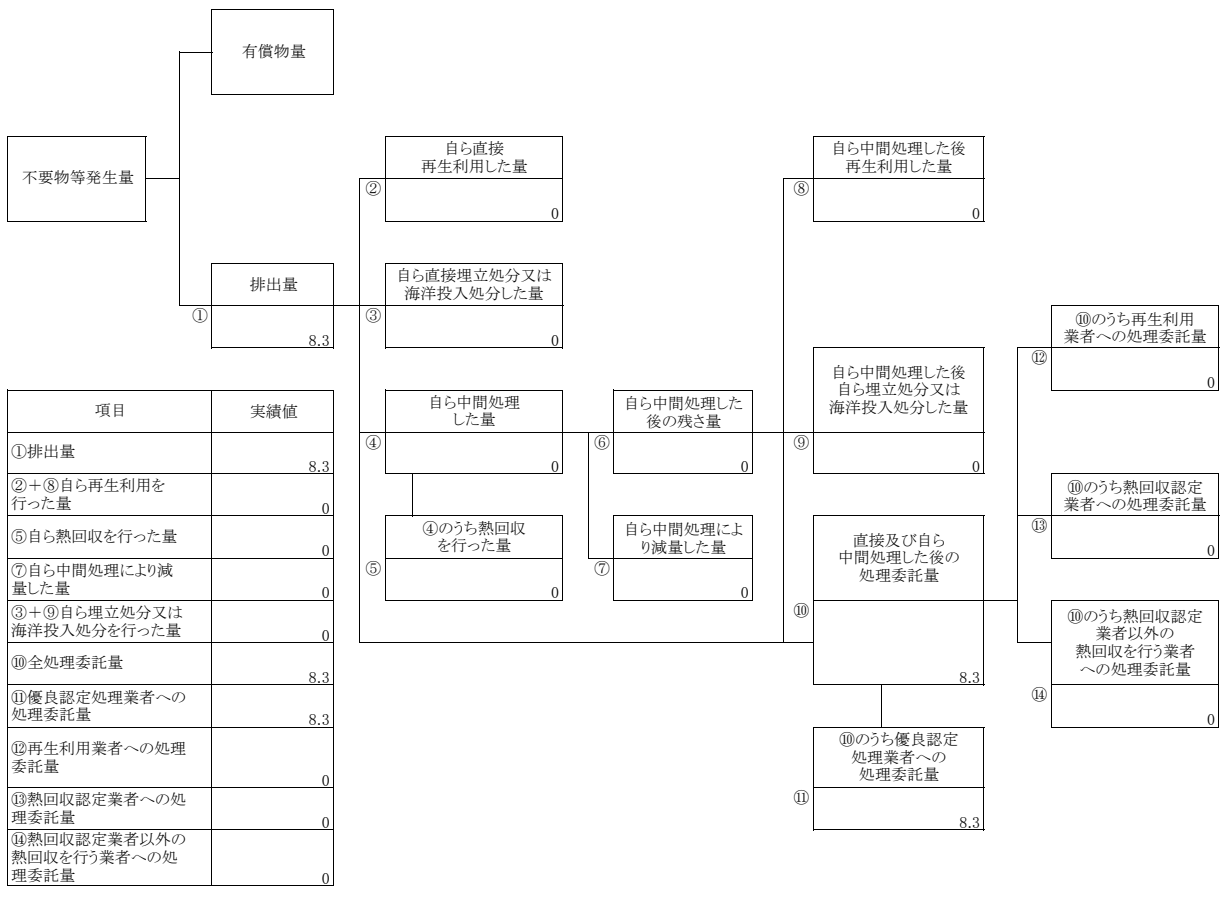 有償物量
不要物等発生量
排出量
①
8.3
自ら直接
再生利用した量
②
0
自ら直接埋立処分又は
海洋投入処分した量
③
0
自ら中間処理
した量
④
0
④のうち熱回収
を行った量
⑤
0
自ら中間処理した
後の残さ量
⑥
0
自ら中間処理によ
り減量した量
⑦
0
自ら中間処理した後
再生利用した量
⑧
0
自ら中間処理した後
自ら埋立処分又は
海洋投入処分した量
⑨
0
直接及び自ら
中間処理した後の
処理委託量
⑩
8.3
⑩のうち優良認定
処理業者への
処理委託量
⑪
8.3
⑩のうち再生利用
業者への処理委託量
⑫
0
⑩のうち熱回収認定
業者への処理委託量
⑬
0
⑩のうち熱回収認定
業者以外の
熱回収を行う業者
への処理委託量
⑭
0
項目 実績値
①排出量
8.3
②＋⑧自ら再生利用を
行った量
0
⑤自ら熱回収を行った量
0
⑦自ら中間処理により減
量した量
0
③＋⑨自ら埋立処分又は
海洋投入処分を行った量
0
⑩全処理委託量
8.3
⑪優良認定処理業者への
処理委託量
8.3
⑫再生利用業者への処理
委託量
0
⑬熱回収認定業者への処
理委託量
0
⑭熱回収認定業者以外の
熱回収を行う業者への処
理委託量
0